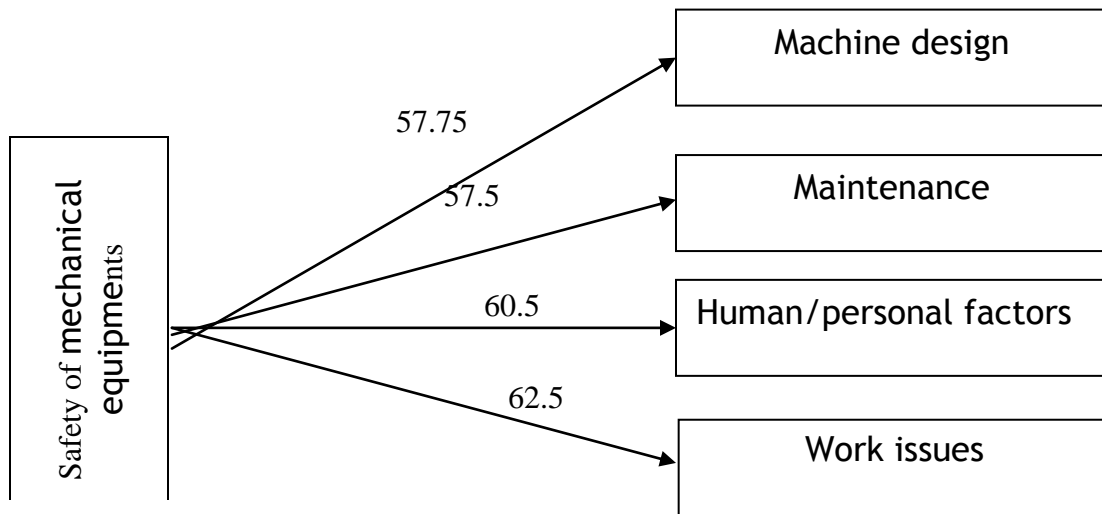 Machine design
57.75
57.5
Maintenance
Safety of mechanical
equipments
60.5
Human/personal factors
62.5
Work issues